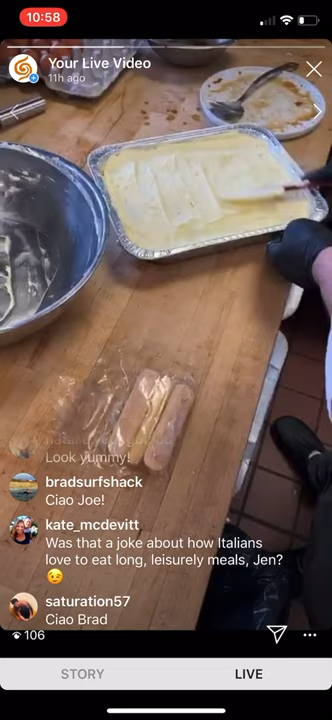 10:58
Your Live Video
11h ago
Look yummy!
bradsurfshack
Ciao Joe!
kate_mcdevitt
Was that a joke about how Italians
love to eat long, leisurely meals, Jen?
😉
saturation57
Ciao Brad
106
STORY
LIVE